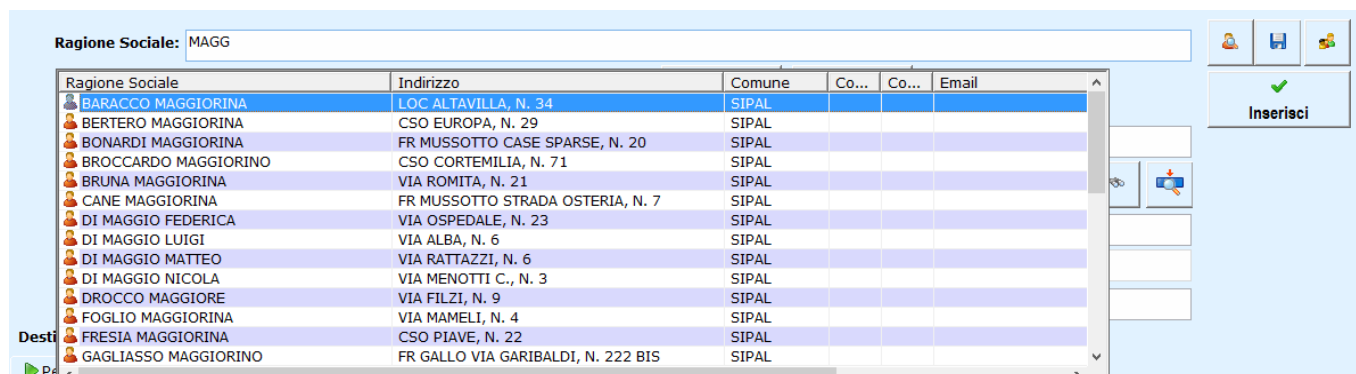 Ragione Sociale: MAGG
Ragione Sociale Indirizzo Comune Co... Co... Email
BARACCO MAGGIORINA LOC ALTAVILLA, N. 34 SIPAL
Inserisci
BERTERO MAGGIORINA CSO EUROPA, N. 29 SIPAL
BONARDI MAGGIORINA FR MUSSOTTO CASE SPARSE, N. 20 SIPAL
BROCCARDO MAGGIORINO CSO CORTEMILIA, N. 71 SIPAL
BRUNA MAGGIORINA VIA ROMITA, N. 21 SIPAL
CANE MAGGIORINA FR MUSSOTTO STRADA OSTERIA, N. 7 SIPAL
DI MAGGIO FEDERICA VIA OSPEDALE, N. 23 SIPAL
DI MAGGIO LUIGI VIA ALBA, N. 6 SIPAL
DI MAGGIO MATTEO VIA RATTAZZI, N. 6 SIPAL
DI MAGGIO NICOLA VIA MENOTTI C., N. 3 SIPAL
DROCCO MAGGIORE VIA FILZI, N. 9 SIPAL
FOGLIO MAGGIORINA VIA MAMELI, N. 4 SIPAL
Desti FRESIA MAGGIORINA CSO PIAVE, N. 22 SIPAL
GAGLIASSO MAGGIORINO FR GALLO VIA GARIBALDI, N. 222 BIS SIPAL